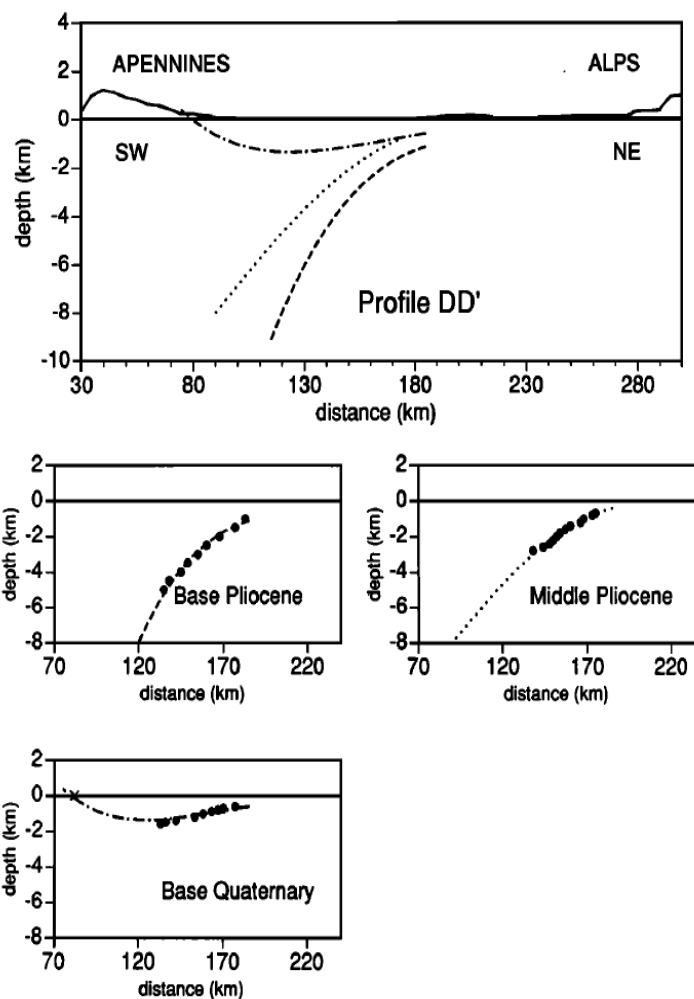 4
2
0
-2
-4
-6
-8
-10
depth (km)
APENNINES
ALPS
SW
NE
Profile DD'
30
80
130
180
230
280
distance (km)
2
0
-2
-4
-6
-8
depth (km)
Base Pliocene
70
120
170
220
distance (km)
2
0
-2
-4
-6
-8
depth (km)
Middle Pliocene
70
120
170
220
distance (km)
2
0
-2
-4
-6
-8
depth (km)
Base Quaternary
70
120
170
220
distance (km)